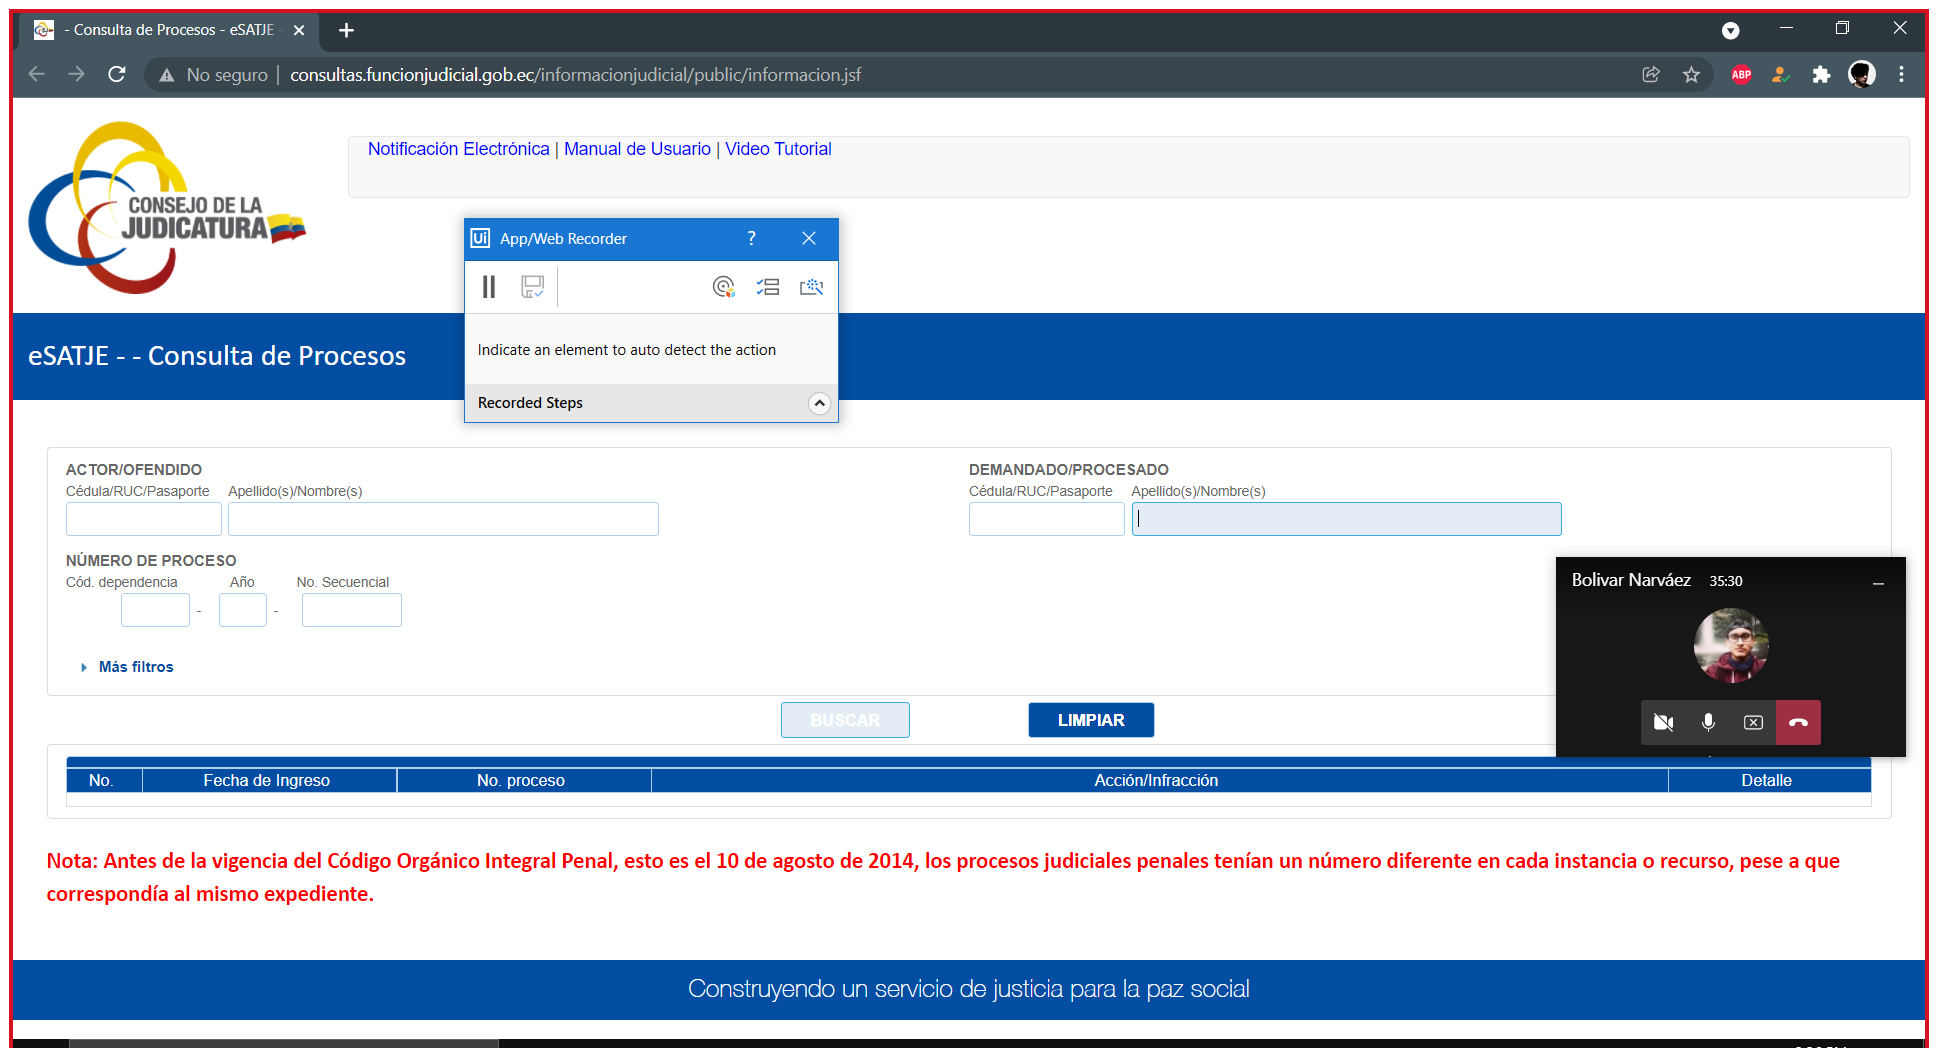 - Consulta de Procesos - eSATJE -
No seguro | consultas.funcionjudicial.gob.ec/informacionjudicial/public/informacion.jsf
ABP
CONSEJO DE LA
JUDICATURA
Notificación Electrónica | Manual de Usuario | Video Tutorial
Ui App/Web Recorder ?
Indicate an element to auto detect the action
Recorded Steps
eSATJE - - Consulta de Procesos
ACTOR/OFENDIDO
Cédula/RUC/Pasaporte Apellido(s)/Nombre(s)
DEMANDADO/PROCESADO
Cédula/RUC/Pasaporte Apellido(s)/Nombre(s)
NÚMERO DE PROCESO
Cód. dependencia Año No. Secuencial
- -
Más filtros
Bolivar Narváez 35:30
BUSCAR LIMPIAR
No. Fecha de Ingreso No. proceso Acción/Infracción Detalle
Nota: Antes de la vigencia del Código Orgánico Integral Penal, esto es el 10 de agosto de 2014, los procesos judiciales penales tenían un número diferente en cada instancia o recurso, pese a que
correspondía al mismo expediente.
Construyendo un servicio de justicia para la paz social